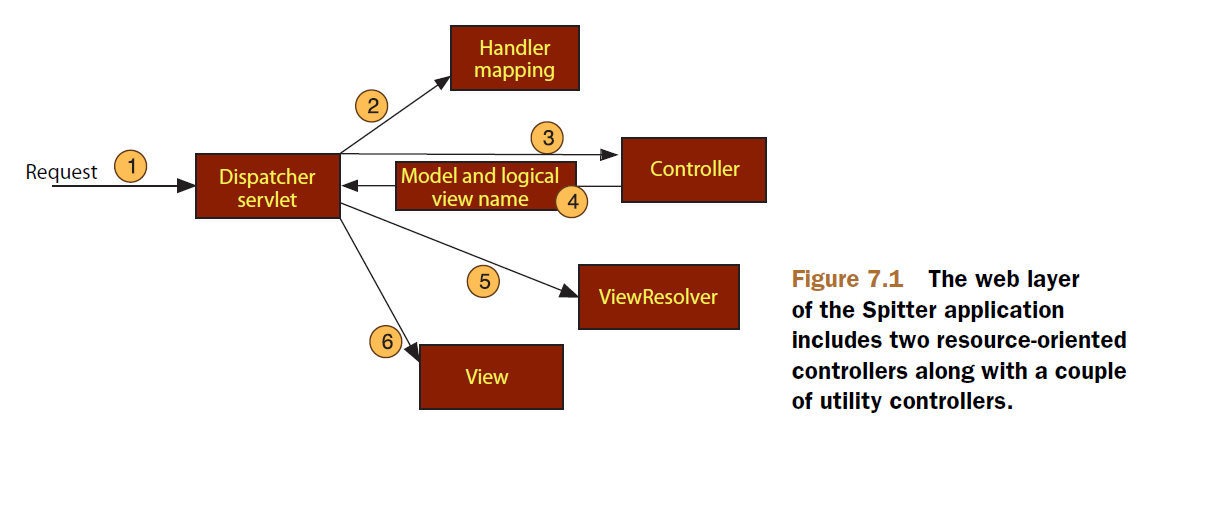 Handler
mapping
2
3
1
Request
Dispatcher
servlet
Model and logical
view name
4
Controller
5
ViewResolver
6
View
Figure 7.1 The web layer
of the Spitter application
includes two resource-oriented
controllers along with a couple
of utility controllers.